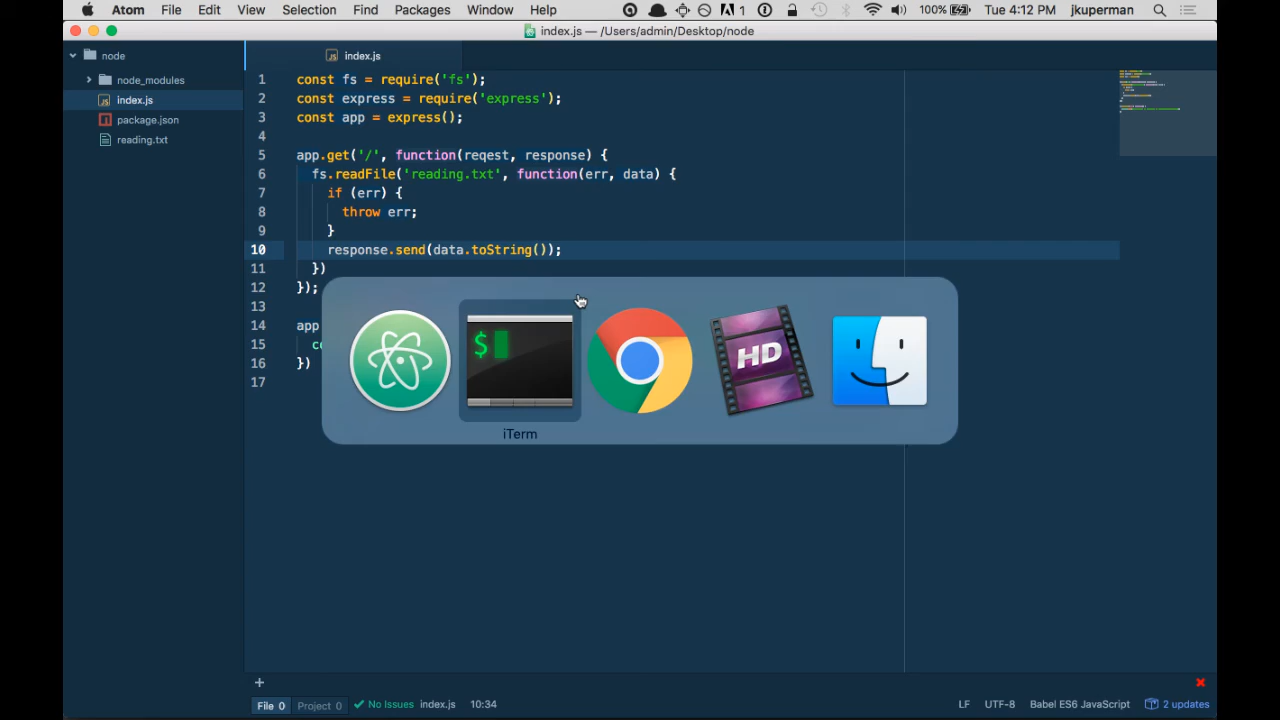 Atom File Edit View Selection Find Packages Window Help 1 100% Tue 4:12 PM jkuperman
index.js — /Users/admin/Desktop/node
node
node_modules
index.js
package.json
reading.txt
index.js
1 const fs = require('fs');
2 const express = require('express');
3 const app = express();
4
5 app.get('/', function(reqest, response) {
6 fs.readFile('reading.txt', function(err, data) {
7 if (err) {
8 throw err;
9 }
10 response.send(data.toString());
11 })
12 });
13
14 app
15 c
16 })
17
$
HD
iTerm
+
File 0 Project 0 No Issues index.js 10:34 LF UTF-8 Babel ES6 JavaScript 2 updates